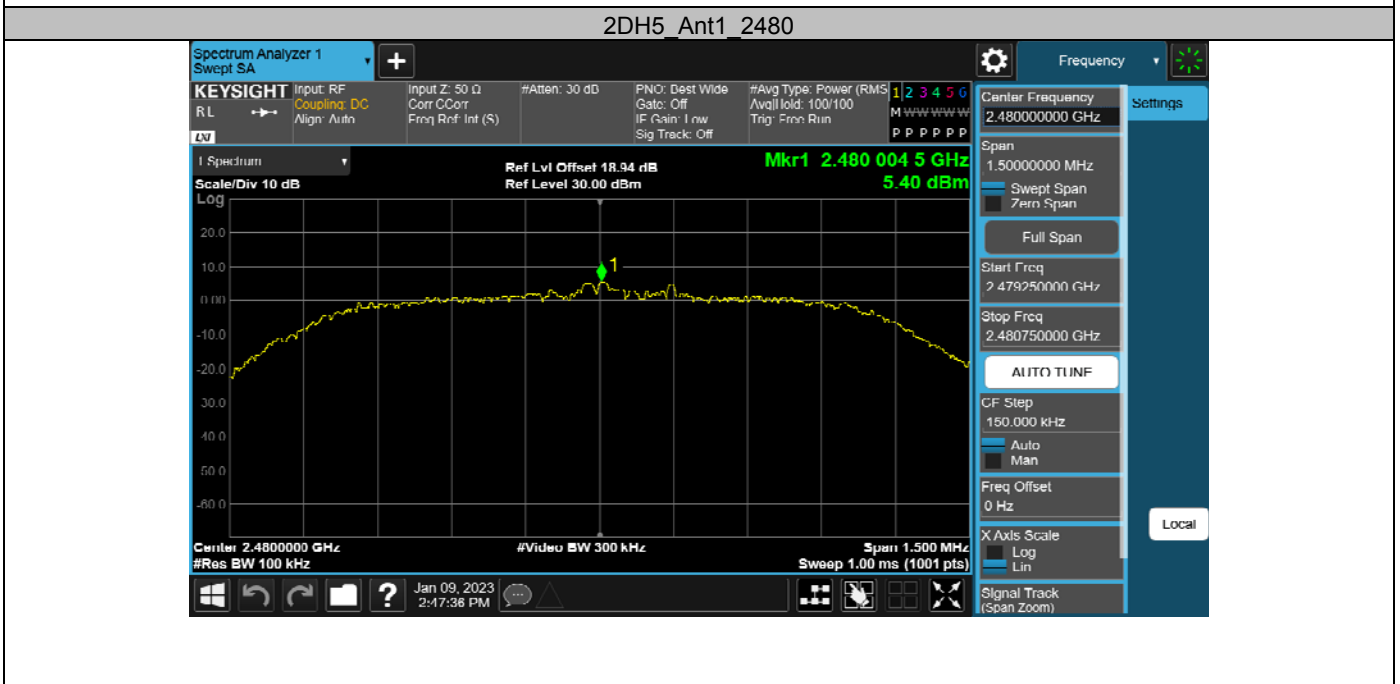 2DH5_Ant1_2480
Spectrum Analyzer 1
Swept SA
+
Frequency
KEYSIGHT
RL
LXI
Input: RF
Coupling: DC
Align: Auto
Input Z: 50 Ω
Corr CCorr
Freq Ref: Int (S)
#Atten: 30 dB
PNO: Best Wide
Gate: Off
IF Gain: Low
Sig Track: Off
#Avg Type: Power (RMS
Avg|Hold: 100/100
Trig: Free Run
1 2 3 4 5 6
M W W W W W
P P P P P P
1 Spectrum
Scale/Div 10 dB
Log
Ref Lvl Offset 18.94 dB
Ref Level 30.00 dBm
Mkr1 2.480 004 5 GHz
5.40 dBm
20.0
10.0
0.00
-10.0
-20.0
30.0
40.0
50.0
-60.0
1
Center 2.4800000 GHz
#Res BW 100 kHz
#Video BW 300 kHz
Span 1.500 MHz
Sweep 1.00 ms (1001 pts)
Jan 09, 2023
2:47:36 PM
?
Center Frequency
2.480000000 GHz
Settings
Span
1.50000000 MHz
Swept Span
Zero Span
Full Span
Start Freq
2.479250000 GHz
Stop Freq
2.480750000 GHz
AUTO TUNE
CF Step
150.000 kHz
Auto
Man
Freq Offset
0 Hz
X Axis Scale
Log
Lin
Signal Track
(Span Zoom)
Local